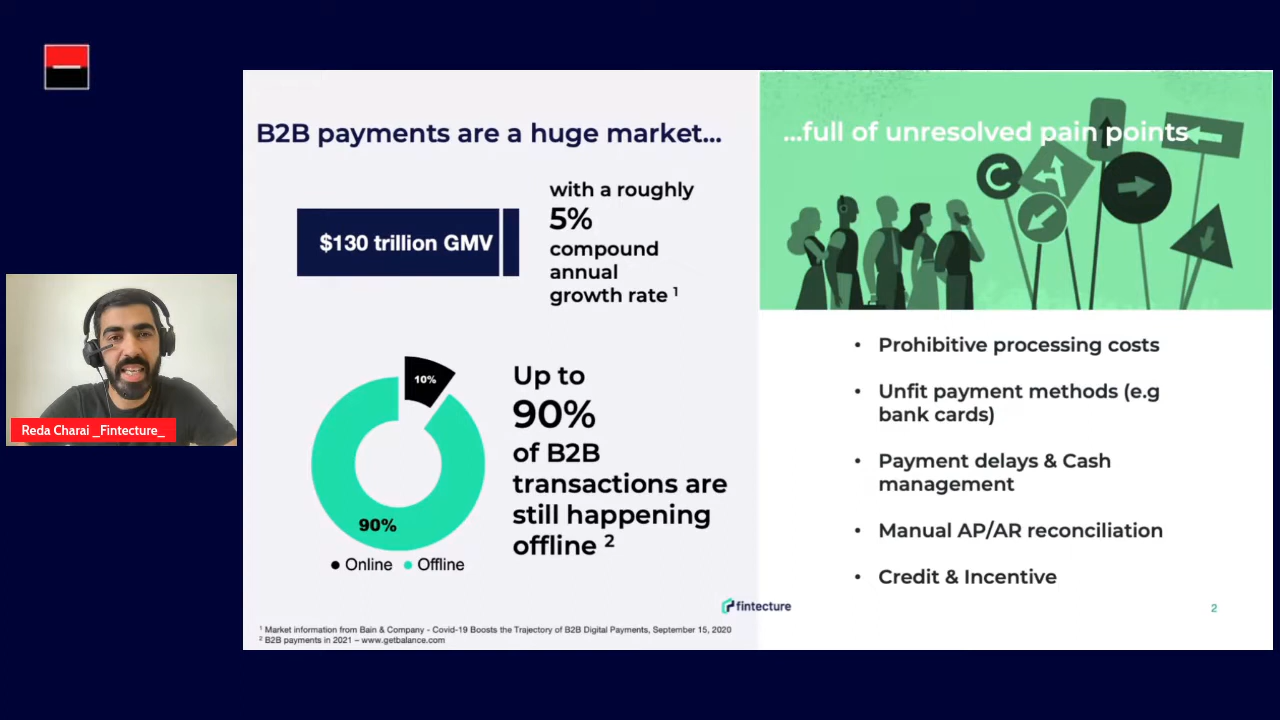 B2B payments are a huge market...
$130 trillion GMV
with a roughly
5%
compound
annual
growth rate ¹
10%
90%
Online
Offline
Up to
90%
of B2B
transactions are
still happening
offline ²
¹ Market information from Bain & Company - Covid-19 Boosts the Trajectory of B2B Digital Payments, September 15, 2020
² B2B payments in 2021 – www.getbalance.com
...full of unresolved pain points
• Prohibitive processing costs
• Unfit payment methods (e.g
bank cards)
• Payment delays & Cash
management
• Manual AP/AR reconciliation
• Credit & Incentive
fintecture
2
Reda Charai _Fintecture_